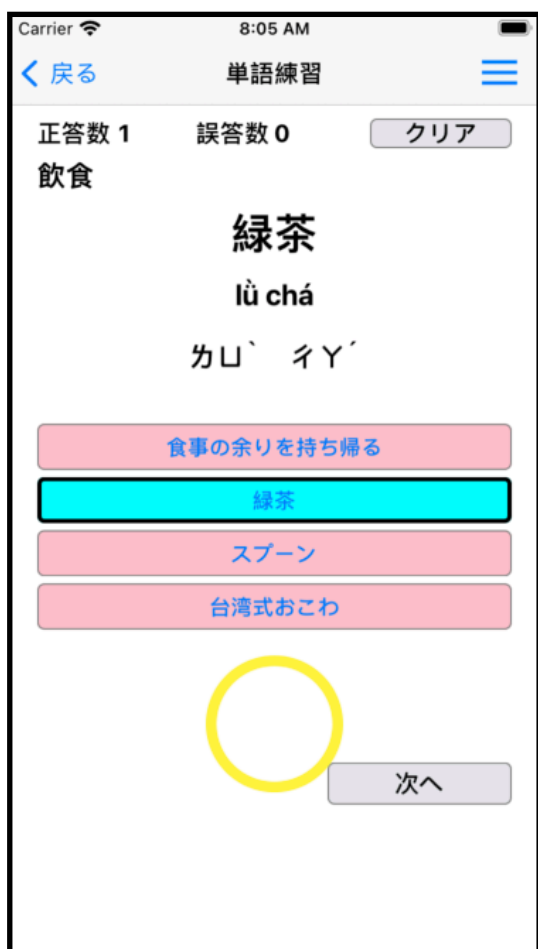 Carrier 8:05 AM
戻る 単語練習
正答数 1 誤答数 0 クリア
飲食
緑茶
lǜ chá
ㄌㄩˋ ㄔㄚˊ
食事の余りを持ち帰る
緑茶
スプーン
台湾式おこわ
次へ